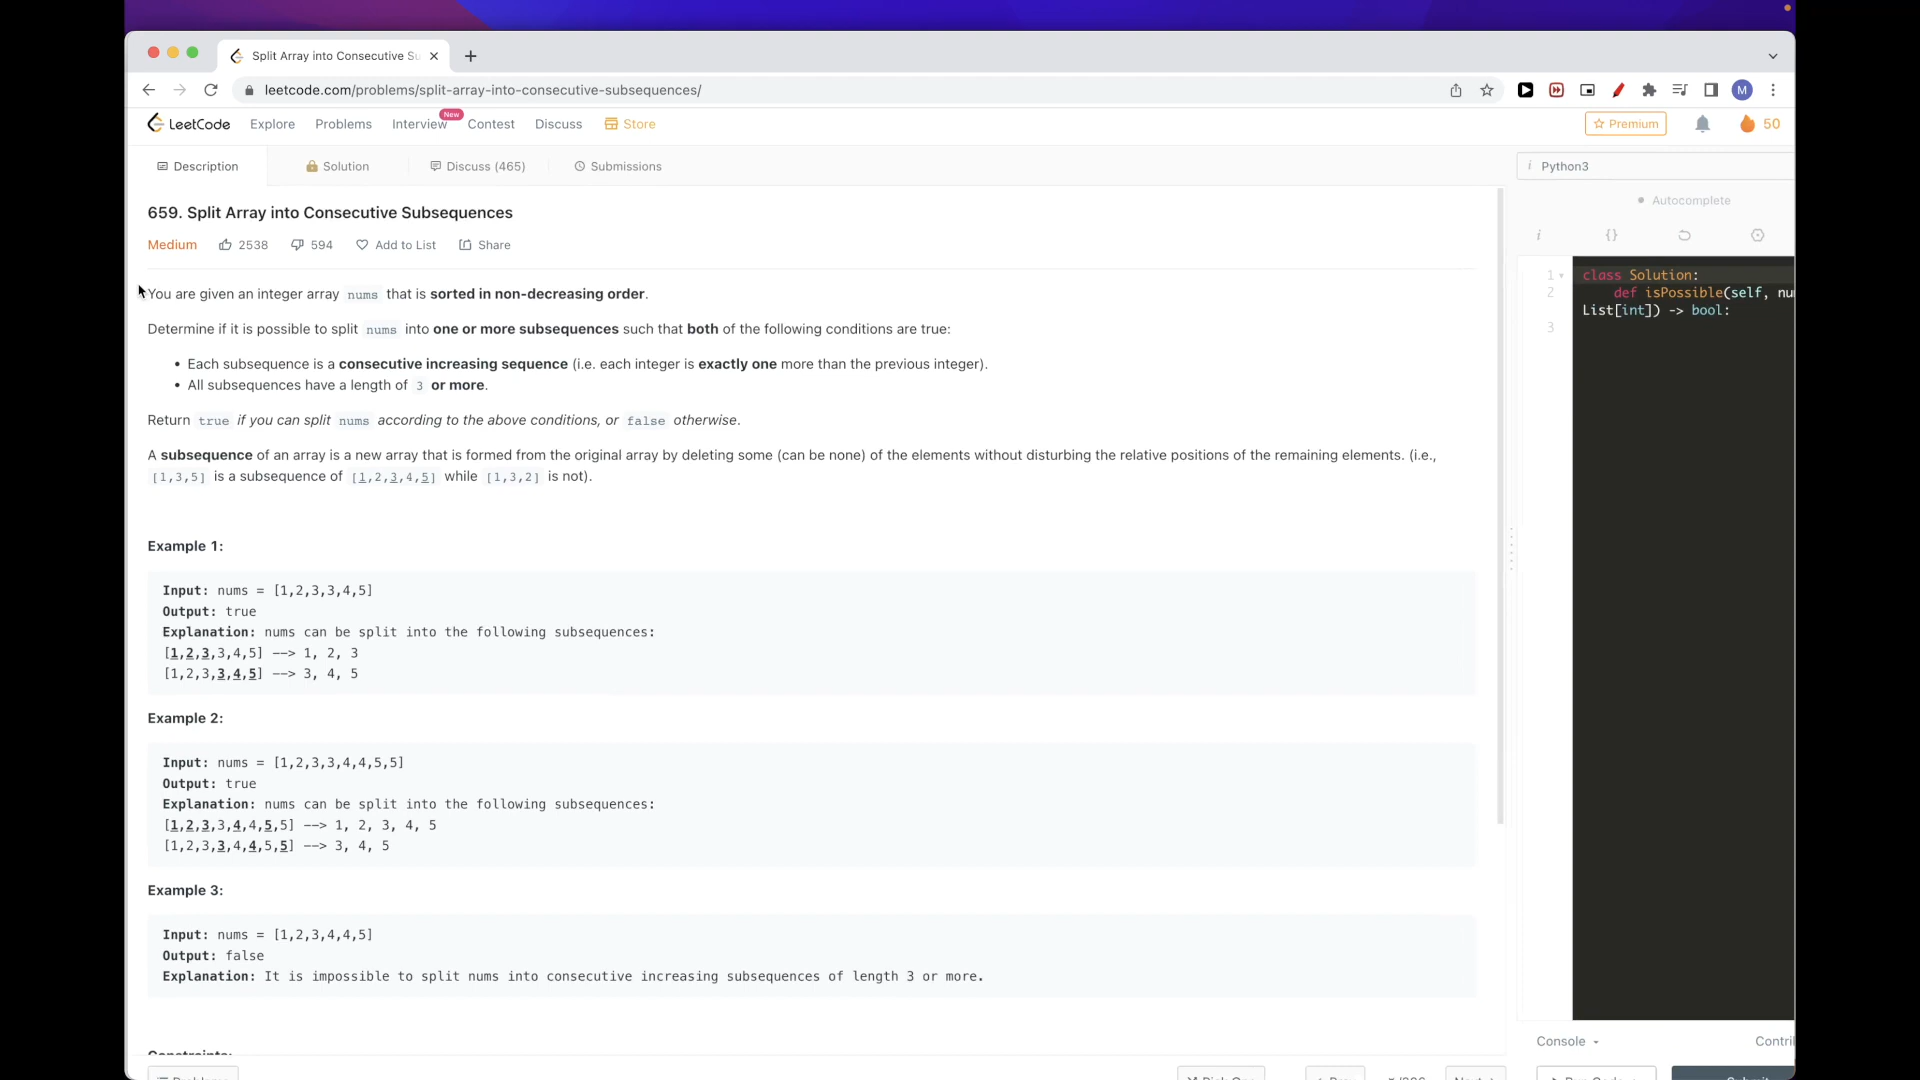 Split Array into Consecutive Su
leetcode.com/problems/split-array-into-consecutive-subsequences/
M
LeetCode Explore Problems Interview New Contest Discuss Store
Premium 50
Description Solution Discuss (465) Submissions
i Python3
Autocomplete
659. Split Array into Consecutive Subsequences
i {}
Medium 2538 594 Add to List Share
You are given an integer array nums that is sorted in non-decreasing order.
Determine if it is possible to split nums into one or more subsequences such that both of the following conditions are true:
• Each subsequence is a consecutive increasing sequence (i.e. each integer is exactly one more than the previous integer).
• All subsequences have a length of 3 or more.
Return true if you can split nums according to the above conditions, or false otherwise.
A subsequence of an array is a new array that is formed from the original array by deleting some (can be none) of the elements without disturbing the relative positions of the remaining elements. (i.e.,
[1,3,5] is a subsequence of [1,2,3,4,5] while [1,3,2] is not).
Example 1:
Input: nums = [1,2,3,3,4,5]
Output: true
Explanation: nums can be split into the following subsequences:
[1,2,3,3,4,5] --> 1, 2, 3
[1,2,3,3,4,5] --> 3, 4, 5
Example 2:
Input: nums = [1,2,3,3,4,4,5,5]
Output: true
Explanation: nums can be split into the following subsequences:
[1,2,3,3,4,4,5,5] --> 1, 2, 3, 4, 5
[1,2,3,3,4,4,5,5] --> 3, 4, 5
Example 3:
Input: nums = [1,2,3,4,4,5]
Output: false
Explanation: It is impossible to split nums into consecutive increasing subsequences of length 3 or more.
Constraints:
1 class Solution:
2 def isPossible(self, nu
List[int]) -> bool:
3
Console Contri